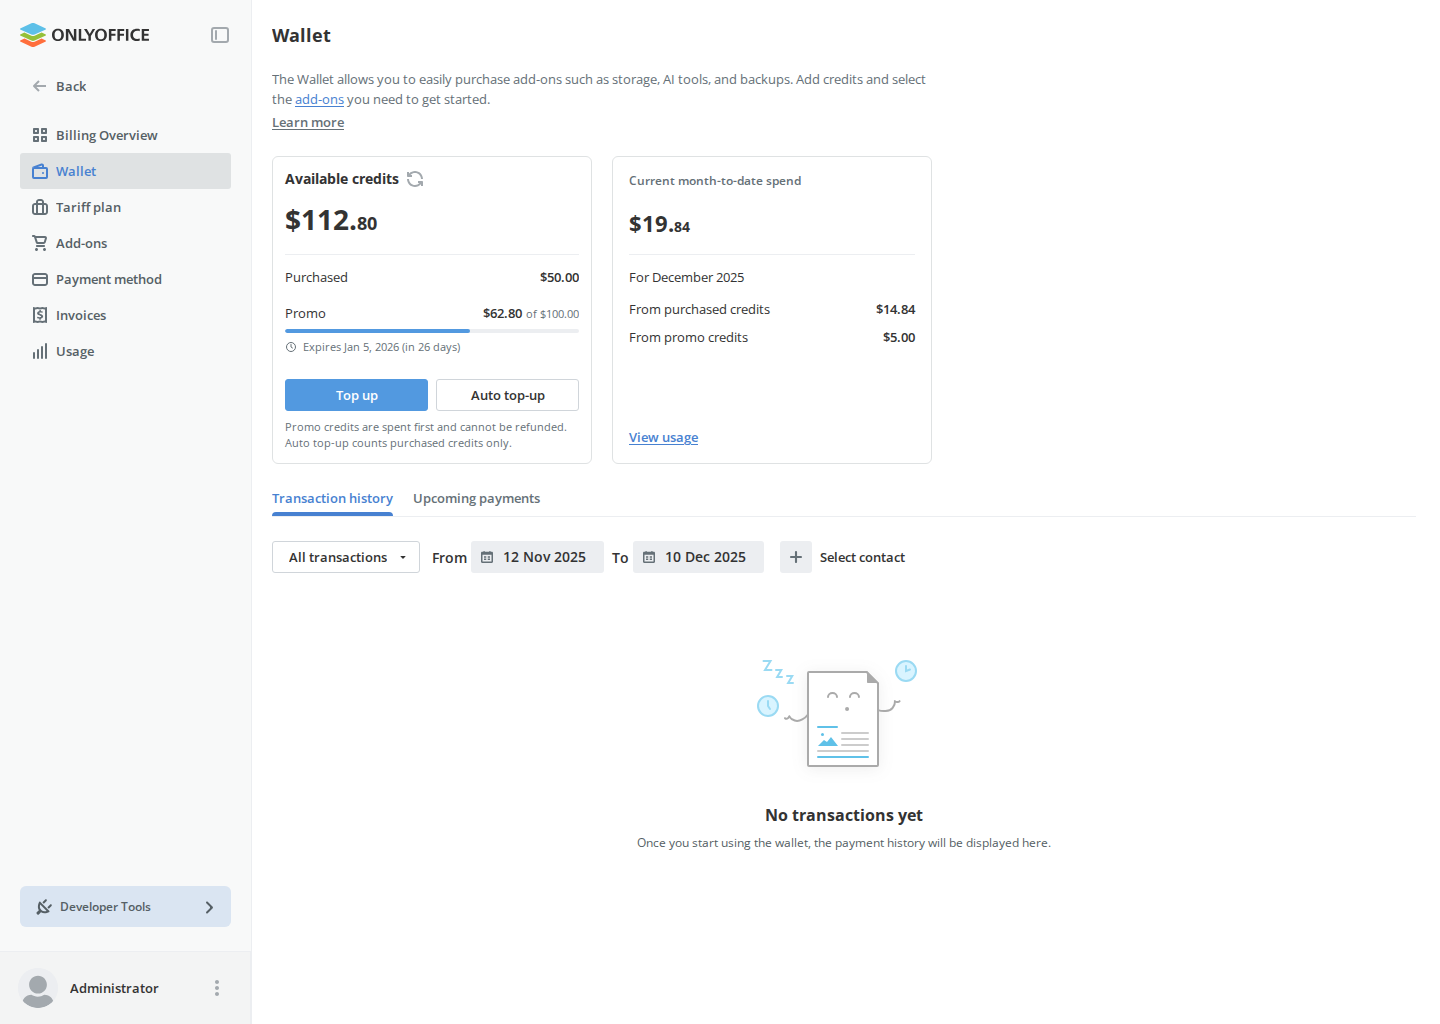 ONLYOFFICE
Back
Billing Overview
Wallet
Tariff plan
Add-ons
Payment method
Invoices
Usage
Developer Tools
Administrator
Wallet
The Wallet allows you to easily purchase add-ons such as storage, AI tools, and backups. Add credits and select
the add-ons you need to get started.
Learn more
Available credits
$112.80
Purchased $50.00
Promo $62.80 of $100.00
Expires Jan 5, 2026 (in 26 days)
Top up Auto top-up
Promo credits are spent first and cannot be refunded.
Auto top-up counts purchased credits only.
Current month-to-date spend
$19.84
For December 2025
From purchased credits $14.84
From promo credits $5.00
View usage
Transaction history Upcoming payments
All transactions From 12 Nov 2025 To 10 Dec 2025 Select contact
Z z z
No transactions yet
Once you start using the wallet, the payment history will be displayed here.